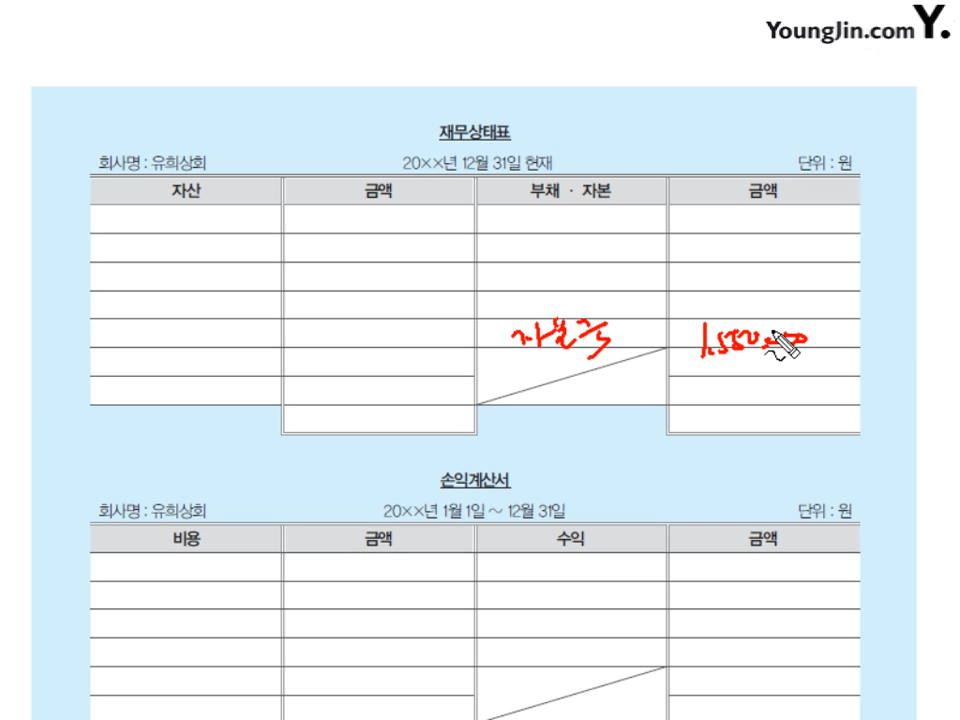 YoungJin.com Y.
재무상태표
회사명 : 유희상회 20××년 12월 31일 현재 단위 : 원
자산 금액 부채 · 자본 금액
자본금
손익계산서
회사명 : 유희상회 20××년 1월 1일 ~ 12월 31일 단위 : 원
비용 금액 수익 금액